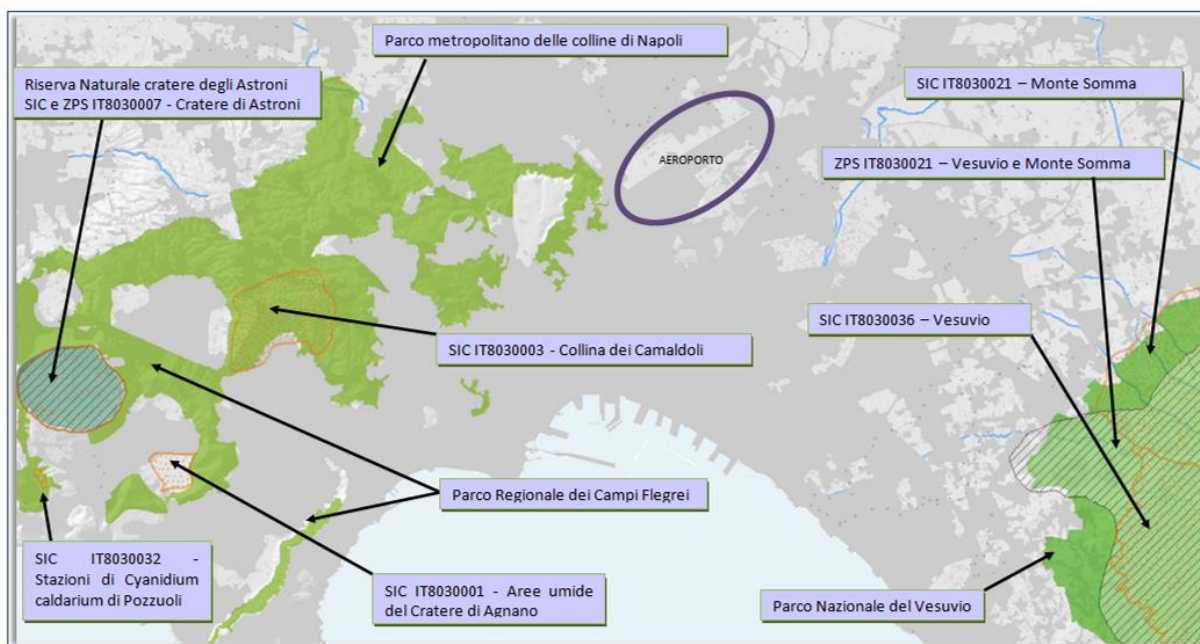 Parco metropolitano delle colline di Napoli
Riserva Naturale cratere degli Astroni
SIC e ZPS IT8030007 - Cratere di Astroni
SIC IT8030021 – Monte Somma
AEROPORTO
ZPS IT8030021 – Vesuvio e Monte Somma
SIC IT8030036 – Vesuvio
SIC IT8030003 - Collina dei Camaldoli
Parco Regionale dei Campi Flegrei
SIC IT8030032 -
Stazioni di Cyanidium
caldarium di Pozzuoli
SIC IT8030001 - Aree umide
del Cratere di Agnano
Parco Nazionale del Vesuvio